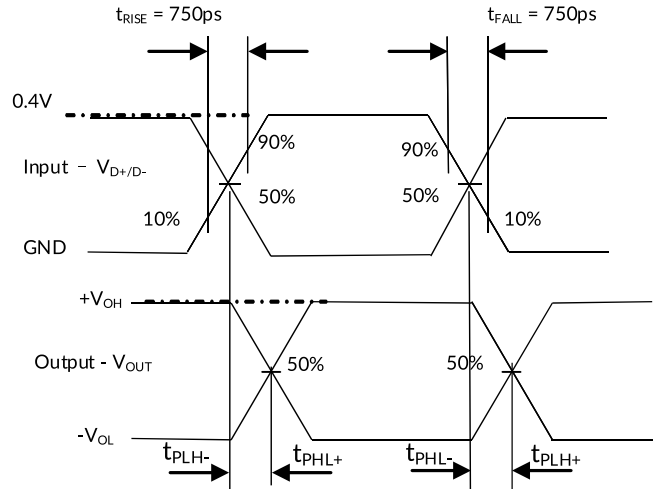 tRISE = 750ps
tFALL = 750ps
0.4V
90%
90%
Input – VD+/D-
50%
50%
10%
10%
GND
+VOH
Output - VOUT
50%
50%
-VOL
tPLH-
tPHL+
tPHL-
tPLH+